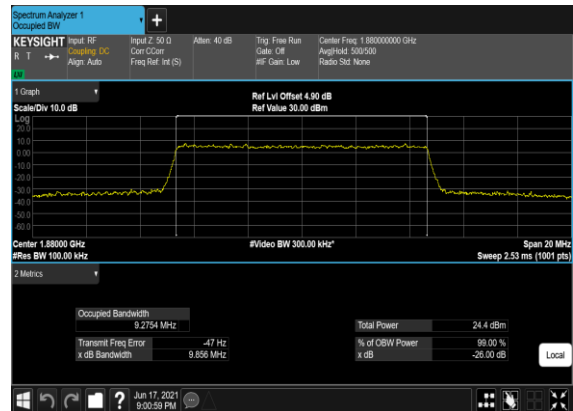 Spectrum Analyzer 1
Occupied BW
+
KEYSIGHT
R T
LXI
Input: RF
Coupling: DC
Align: Auto
Input Z: 50 Ω
Corr CCorr
Freq Ref: Int (S)
Atten: 40 dB
Trig: Free Run
Gate: Off
#IF Gain: Low
Center Freq: 1.880000000 GHz
Avg|Hold: 500/500
Radio Std: None
1 Graph
Scale/Div 10.0 dB
Ref Lvl Offset 4.90 dB
Ref Value 30.00 dBm
Log
20.0
10.0
0.00
-10.0
-20.0
-30.0
-40.0
-50.0
-60.0
Center 1.88000 GHz
#Video BW 300.00 kHz*
Span 20 MHz
#Res BW 100.00 kHz
Sweep 2.53 ms (1001 pts)
2 Metrics
Occupied Bandwidth
9.2754 MHz
Total Power 24.4 dBm
Transmit Freq Error -47 Hz
% of OBW Power 99.00 %
x dB Bandwidth 9.856 MHz
x dB -26.00 dB
Local
?
Jun 17, 2021
9:00:59 PM